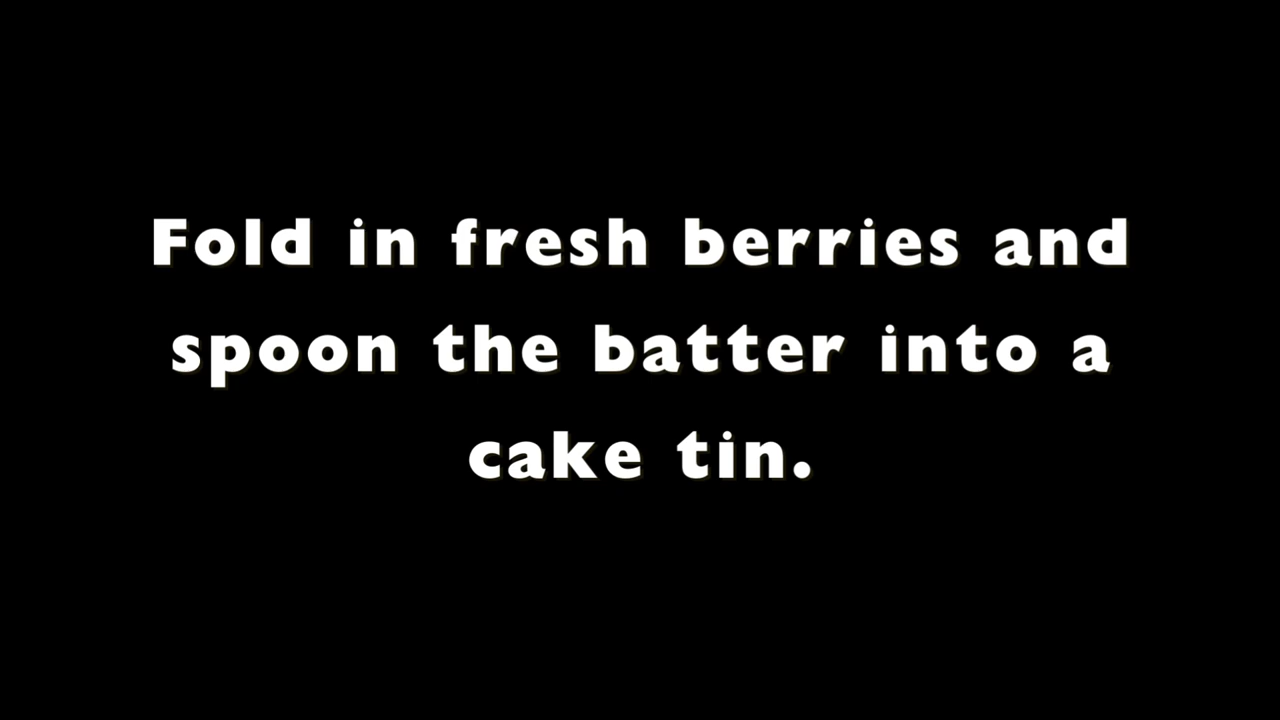 Fold in fresh berries and
spoon the batter into a
cake tin.